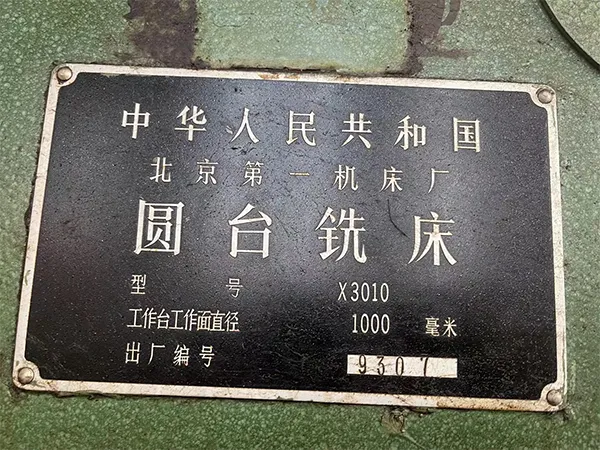 中华人民共和国
北京第一机床厂
圆台铣床
型号 X3010
工作台工作面直径 1000 毫米
出厂编号 9307